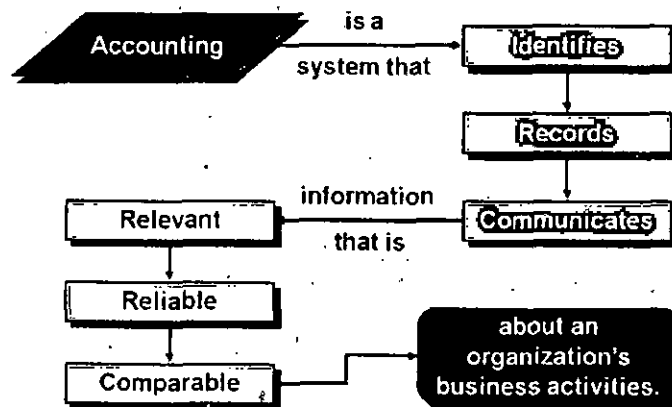 Accounting
is a
system that
Identifies
Records
Communicates
information
that is
Relevant
Reliable
Comparable
about an
organization's
business activities.